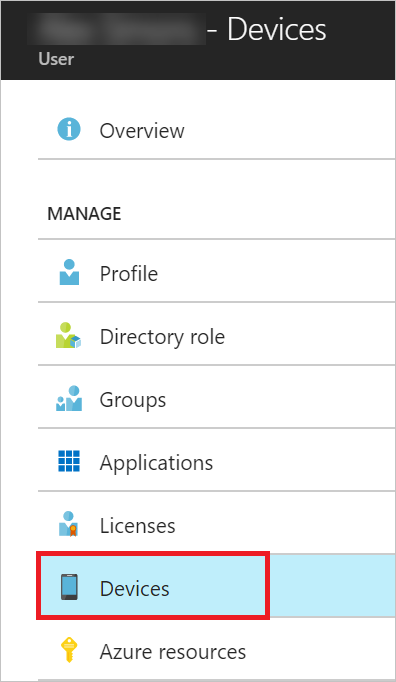 - Devices
User
Overview
MANAGE
Profile
Directory role
Groups
Applications
Licenses
Devices
Azure resources